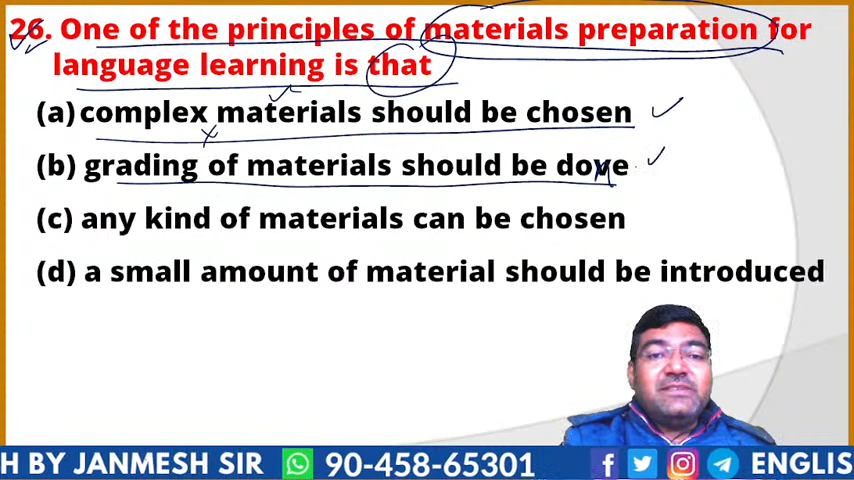 26. One of the principles of materials preparation for
language learning is that
(a) complex materials should be chosen
(b) grading of materials should be done
(c) any kind of materials can be chosen
(d) a small amount of material should be introduced
H BY JANMESH SIR 90-458-65301 ENGLIS